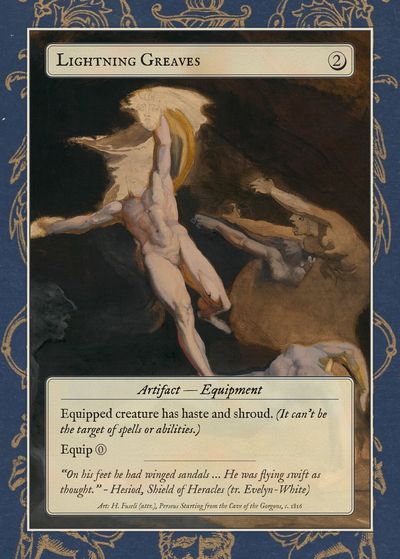 Lightning Greaves 2
Artifact — Equipment
Equipped creature has haste and shroud. (It can't be
the target of spells or abilities.)
Equip 0
"On his feet he had winged sandals ... He was flying swift as
thought." - Hesiod, Shield of Heracles (tr. Evelyn-White)
Art: H. Fuseli (attr.), Perseus Starting from the Cave of the Gorgons, c. 1816